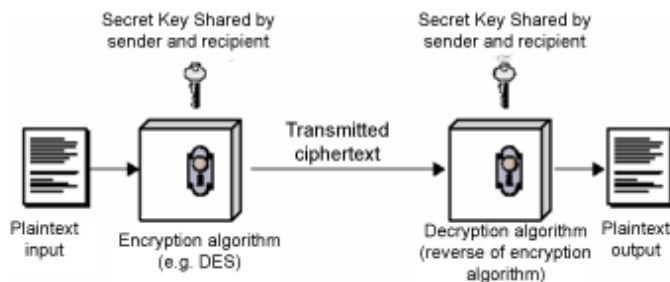 Secret Key Shared by
sender and recipient
Secret Key Shared by
sender and recipient
Transmitted
ciphertext
Plaintext
input
Encryption algorithm
(e.g. DES)
Decryption algorithm
(reverse of encryption
algorithm)
Plaintext
output